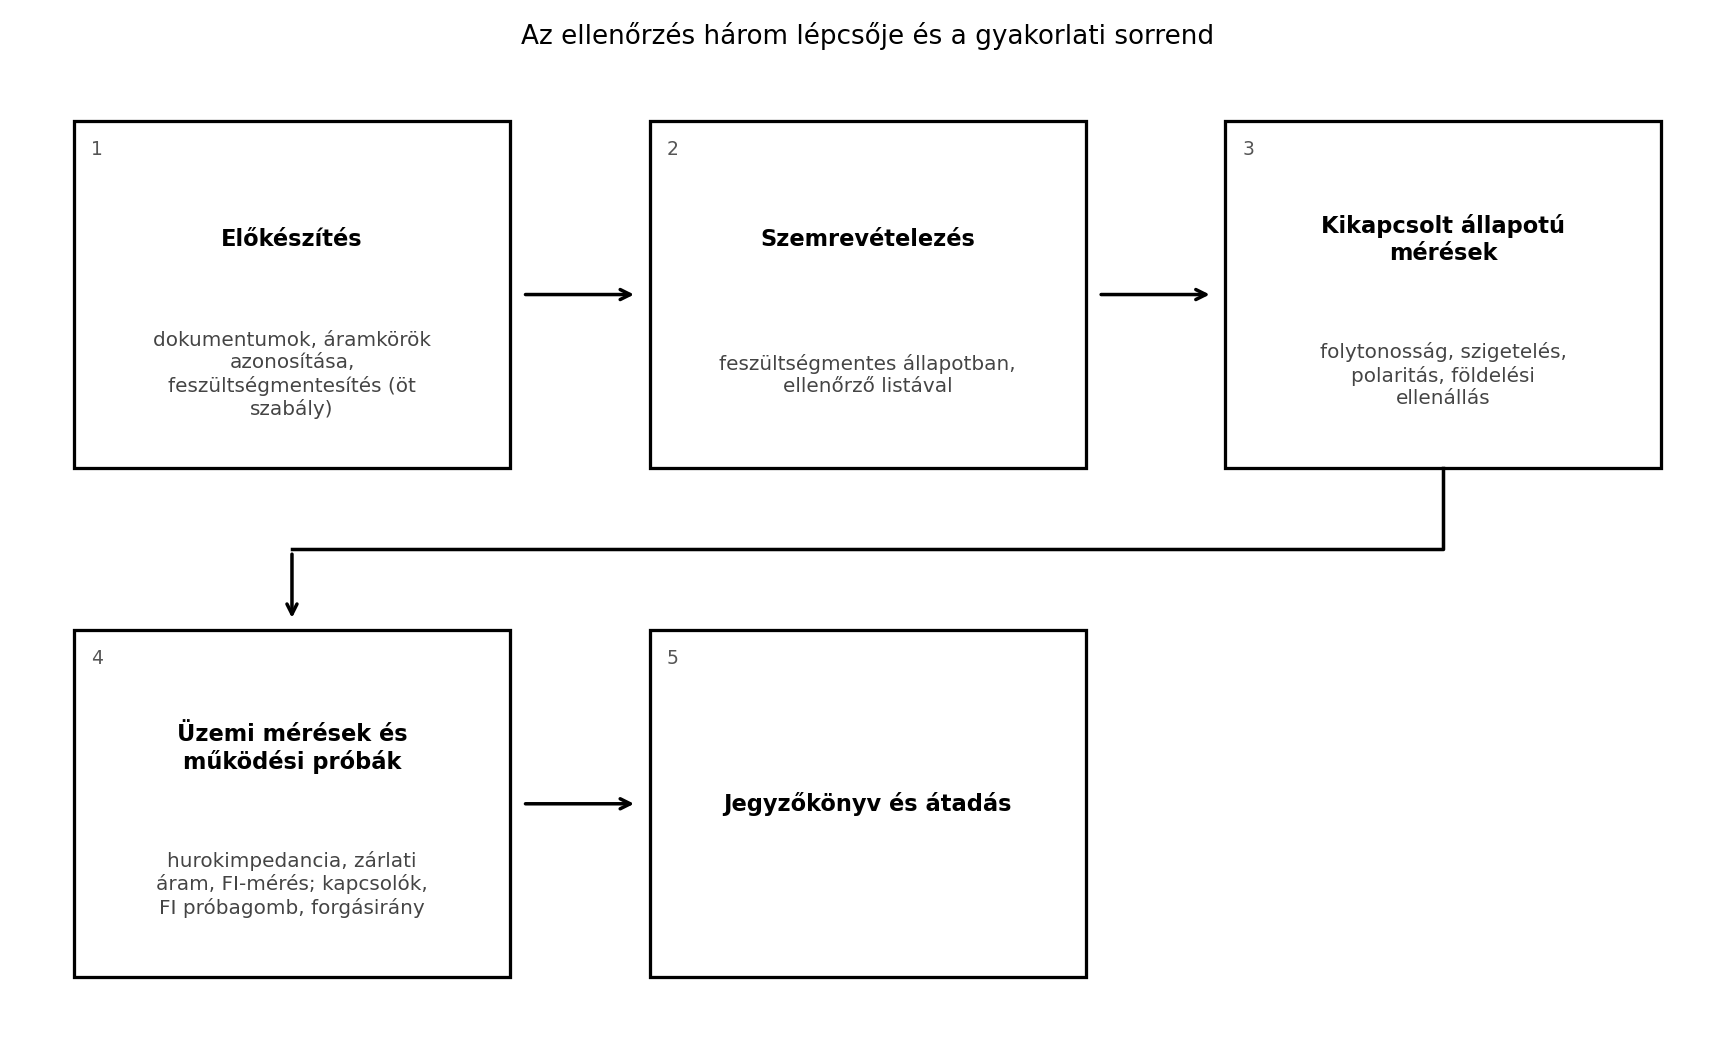 Az ellenőrzés három lépcsője és a gyakorlati sorrend
1
Előkészítés
dokumentumok, áramkörök
azonosítása,
feszültségmentesítés (öt
szabály)
2
Szemrevételezés
feszültségmentes állapotban,
ellenőrző listával
3
Kikapcsolt állapotú
mérések
folytonosság, szigetelés,
polaritás, földelési
ellenállás
4
Üzemi mérések és
működési próbák
hurokimpedancia, zárlati
áram, FI-mérés; kapcsolók,
FI próbagomb, forgásirány
5
Jegyzőkönyv és átadás